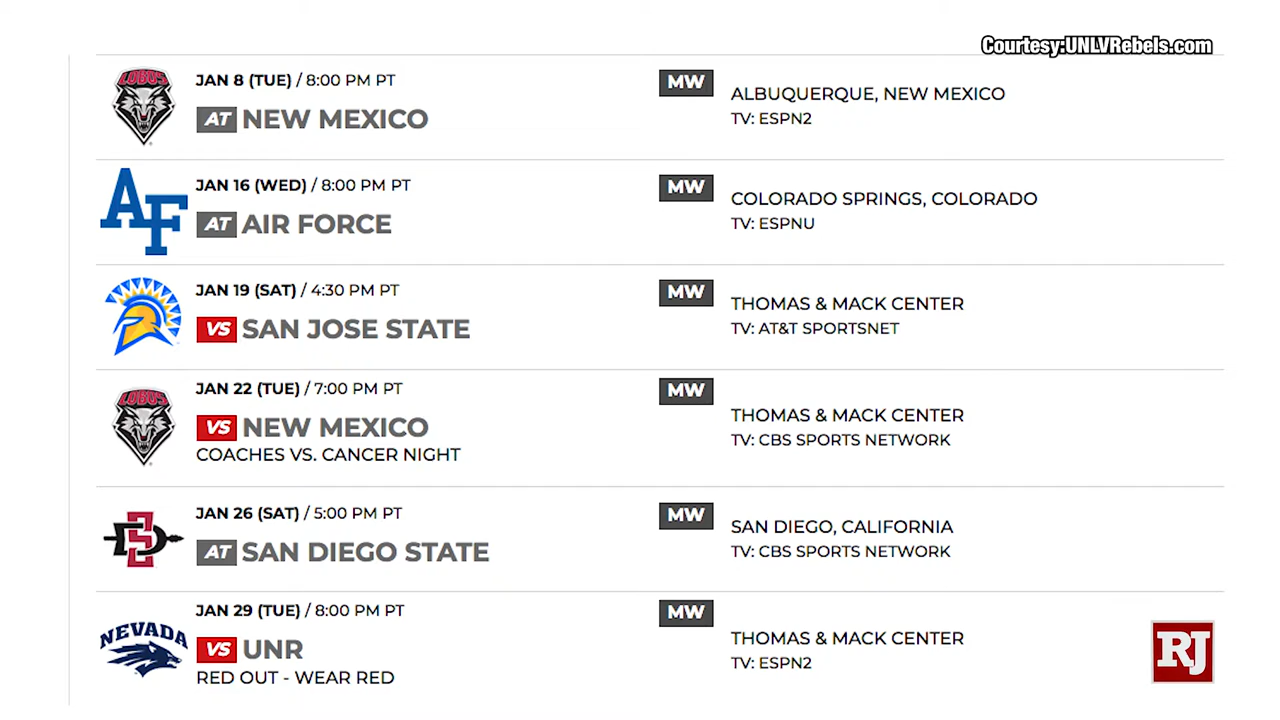 Courtesy:UNLVRebels.com
LOBOS
JAN 8 (TUE) / 8:00 PM PT
AT NEW MEXICO
MW
ALBUQUERQUE, NEW MEXICO
TV: ESPN2
AF
JAN 16 (WED) / 8:00 PM PT
AT AIR FORCE
MW
COLORADO SPRINGS, COLORADO
TV: ESPNU
JAN 19 (SAT) / 4:30 PM PT
VS SAN JOSE STATE
MW
THOMAS & MACK CENTER
TV: AT&T SPORTSNET
LOBOS
JAN 22 (TUE) / 7:00 PM PT
VS NEW MEXICO
COACHES VS. CANCER NIGHT
MW
THOMAS & MACK CENTER
TV: CBS SPORTS NETWORK
SD
JAN 26 (SAT) / 5:00 PM PT
AT SAN DIEGO STATE
MW
SAN DIEGO, CALIFORNIA
TV: CBS SPORTS NETWORK
NEVADA
JAN 29 (TUE) / 8:00 PM PT
VS UNR
RED OUT - WEAR RED
MW
THOMAS & MACK CENTER
TV: ESPN2
RJ